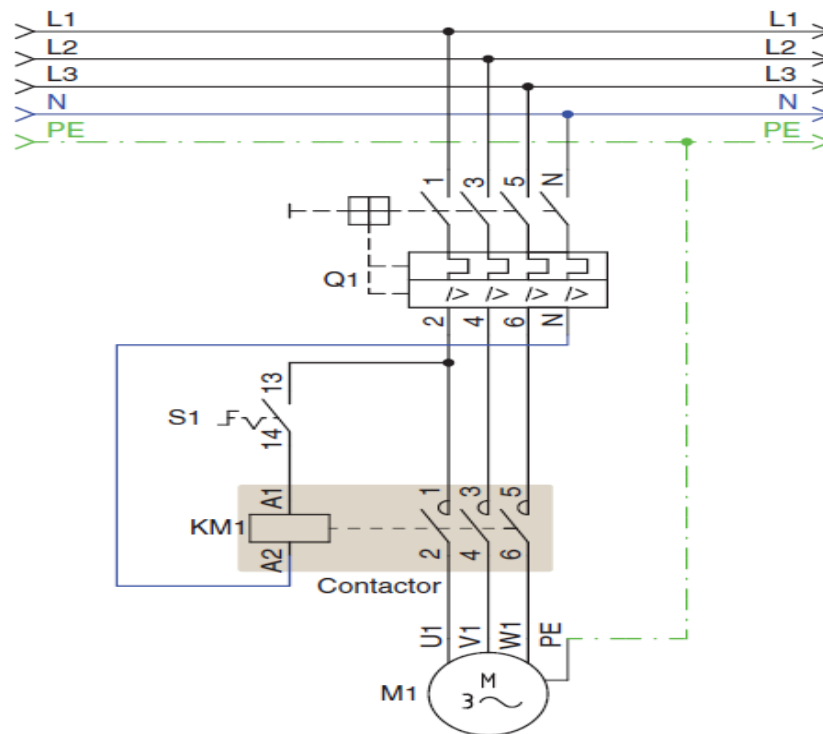 L1 L1
L2 L2
L3 L3
N N
PE PE
1 3 5 N
Q1
I> I> I> I>
2 4 6 N
13
S1
14
A1 1 3 5
KM1
A2 2 4 6
Contactor
U1 V1 W1 PE
M1
M
3